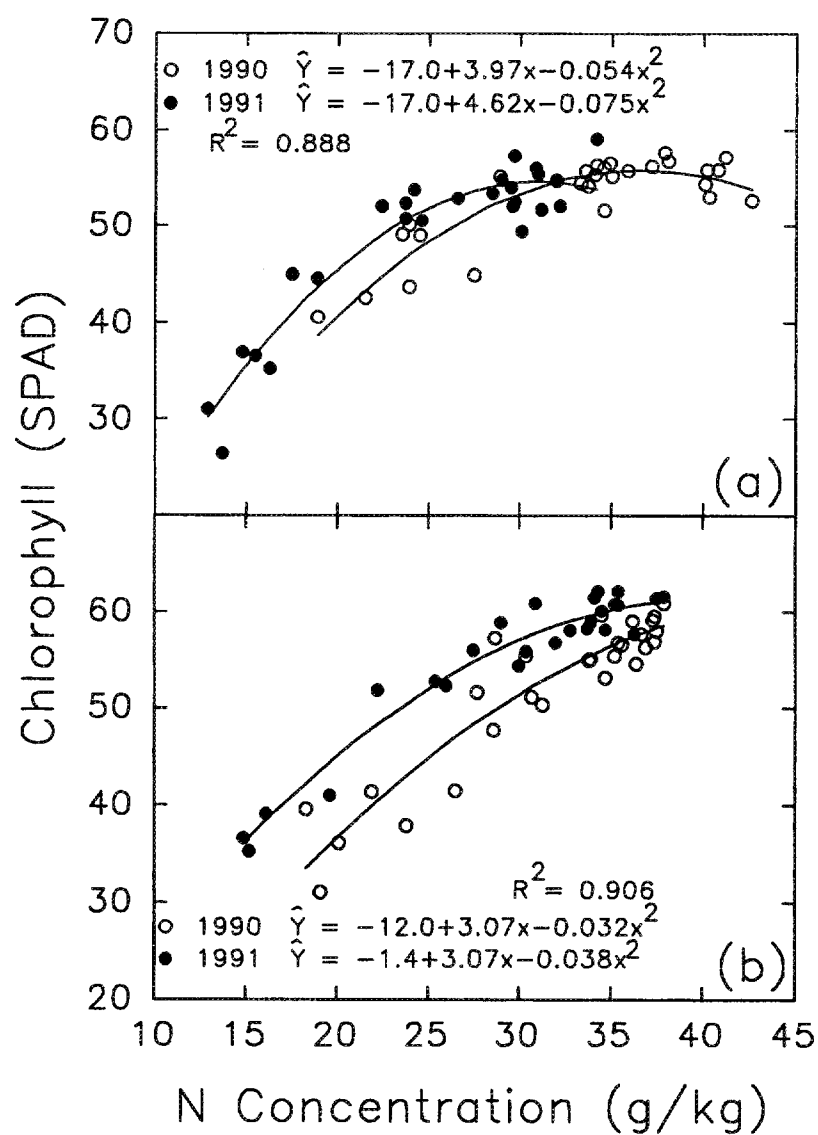 70
○ 1990 Ŷ = −17.0+3.97x−0.054x²
● 1991 Ŷ = −17.0+4.62x−0.075x²
R² = 0.888
60
50
40
30
(a)
Chlorophyll (SPAD)
60
50
40
R² = 0.906
30
○ 1990 Ŷ = −12.0+3.07x−0.032x²
● 1991 Ŷ = −1.4+3.07x−0.038x²
(b)
20
10 15 20 25 30 35 40 45
N Concentration (g/kg)